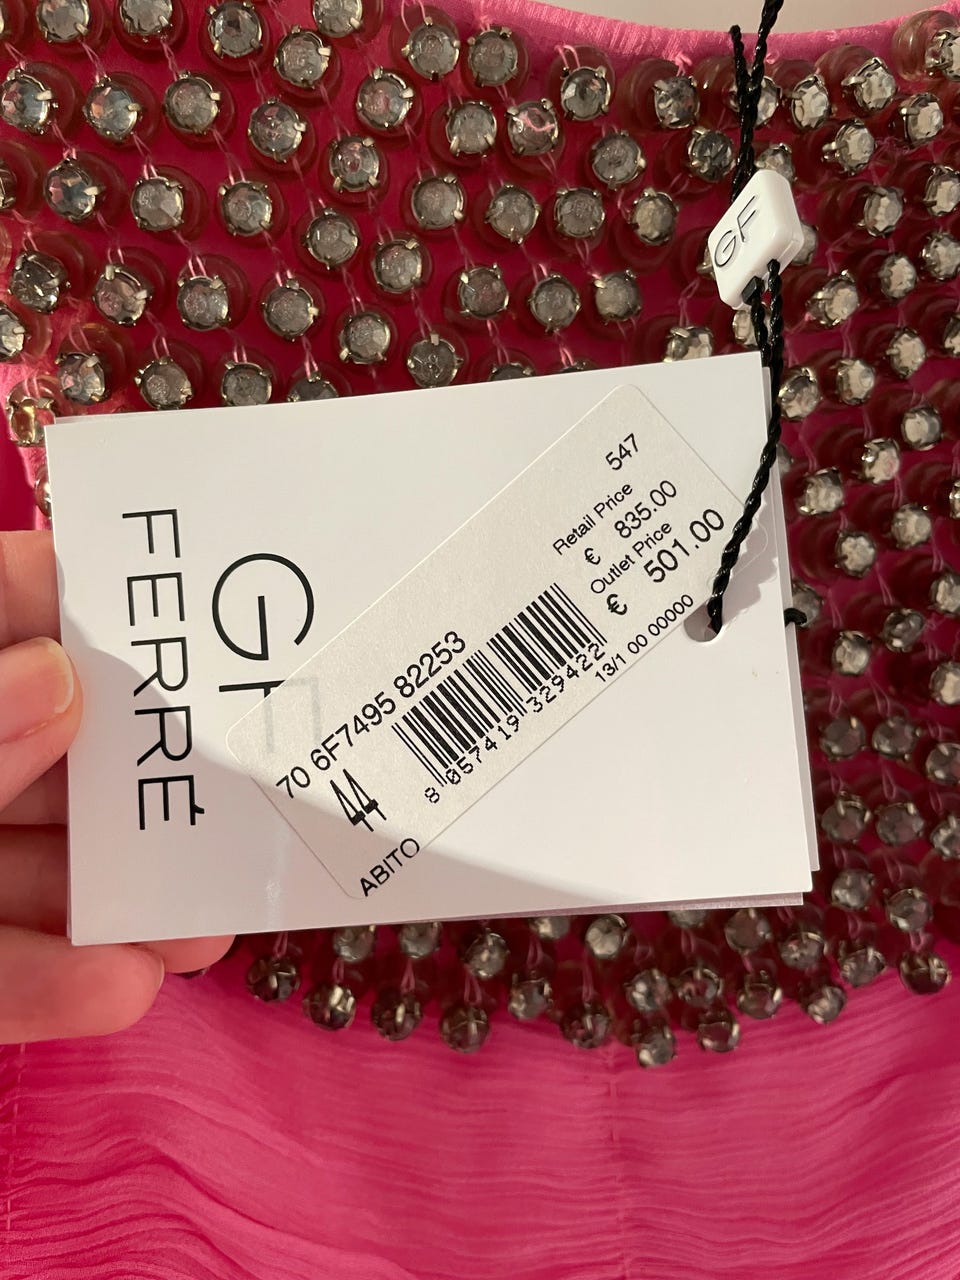 GF
GF
FERRÉ
547
Retail Price
€ 835.00
Outlet Price
€ 501.00
13/1 00 00000
70 6F7495 82253
44
8 057419 329422
ABITO